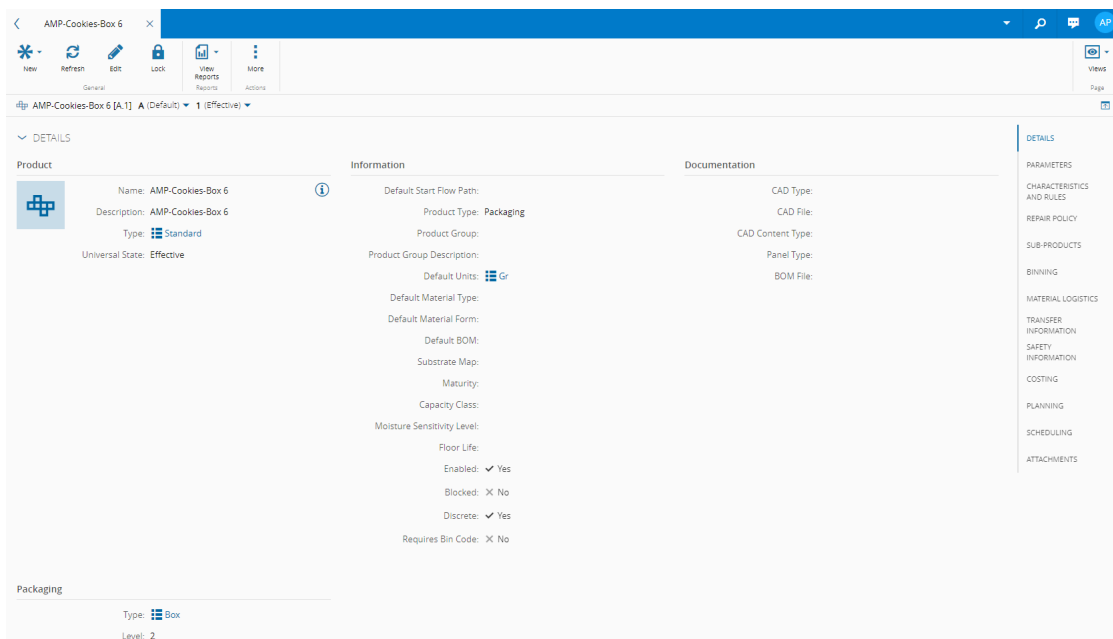 AMP-Cookies-Box 6
AP
New
Refresh
Edit
Lock
View Reports
More
Views
General
Reports
Actions
Page
AMP-Cookies-Box 6 [A.1] A (Default) 1 (Effective)
DETAILS
Product
Name: AMP-Cookies-Box 6
Description: AMP-Cookies-Box 6
Type: Standard
Universal State: Effective
Information
Default Start Flow Path:
Product Type: Packaging
Product Group:
Product Group Description:
Default Units: Gr
Default Material Type:
Default Material Form:
Default BOM:
Substrate Map:
Maturity:
Capacity Class:
Moisture Sensitivity Level:
Floor Life:
Enabled: Yes
Blocked: No
Discrete: Yes
Requires Bin Code: No
Documentation
CAD Type:
CAD File:
CAD Content Type:
Panel Type:
BOM File:
Packaging
Type: Box
Level: 2
DETAILS
PARAMETERS
CHARACTERISTICS
AND RULES
REPAIR POLICY
SUB-PRODUCTS
BINNING
MATERIAL LOGISTICS
TRANSFER
INFORMATION
SAFETY
INFORMATION
COSTING
PLANNING
SCHEDULING
ATTACHMENTS